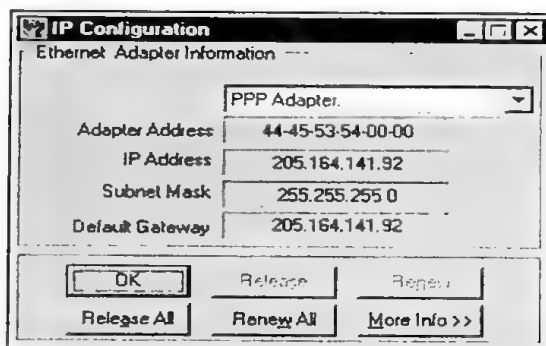 IP Configuration
Ethernet Adapter Information
PPP Adapter.
Adapter Address 44-45-53-54-00-00
IP Address 205.164.141.92
Subnet Mask 255.255.255.0
Default Gateway 205.164.141.92
OK Release Renew
Release All Renew All More Info >>